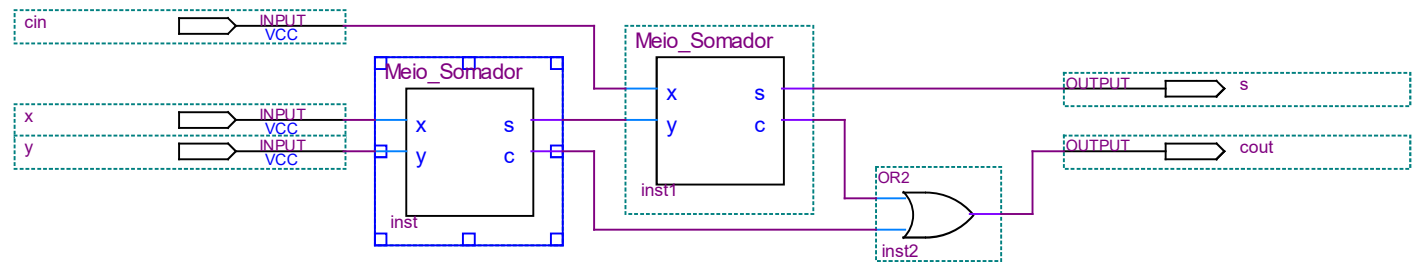 cin INPUT VCC
x INPUT VCC
y INPUT VCC
Meio_Somador
x s
y c
inst
Meio_Somador
x s
y c
inst1
OR2
inst2
OUTPUT s
OUTPUT cout